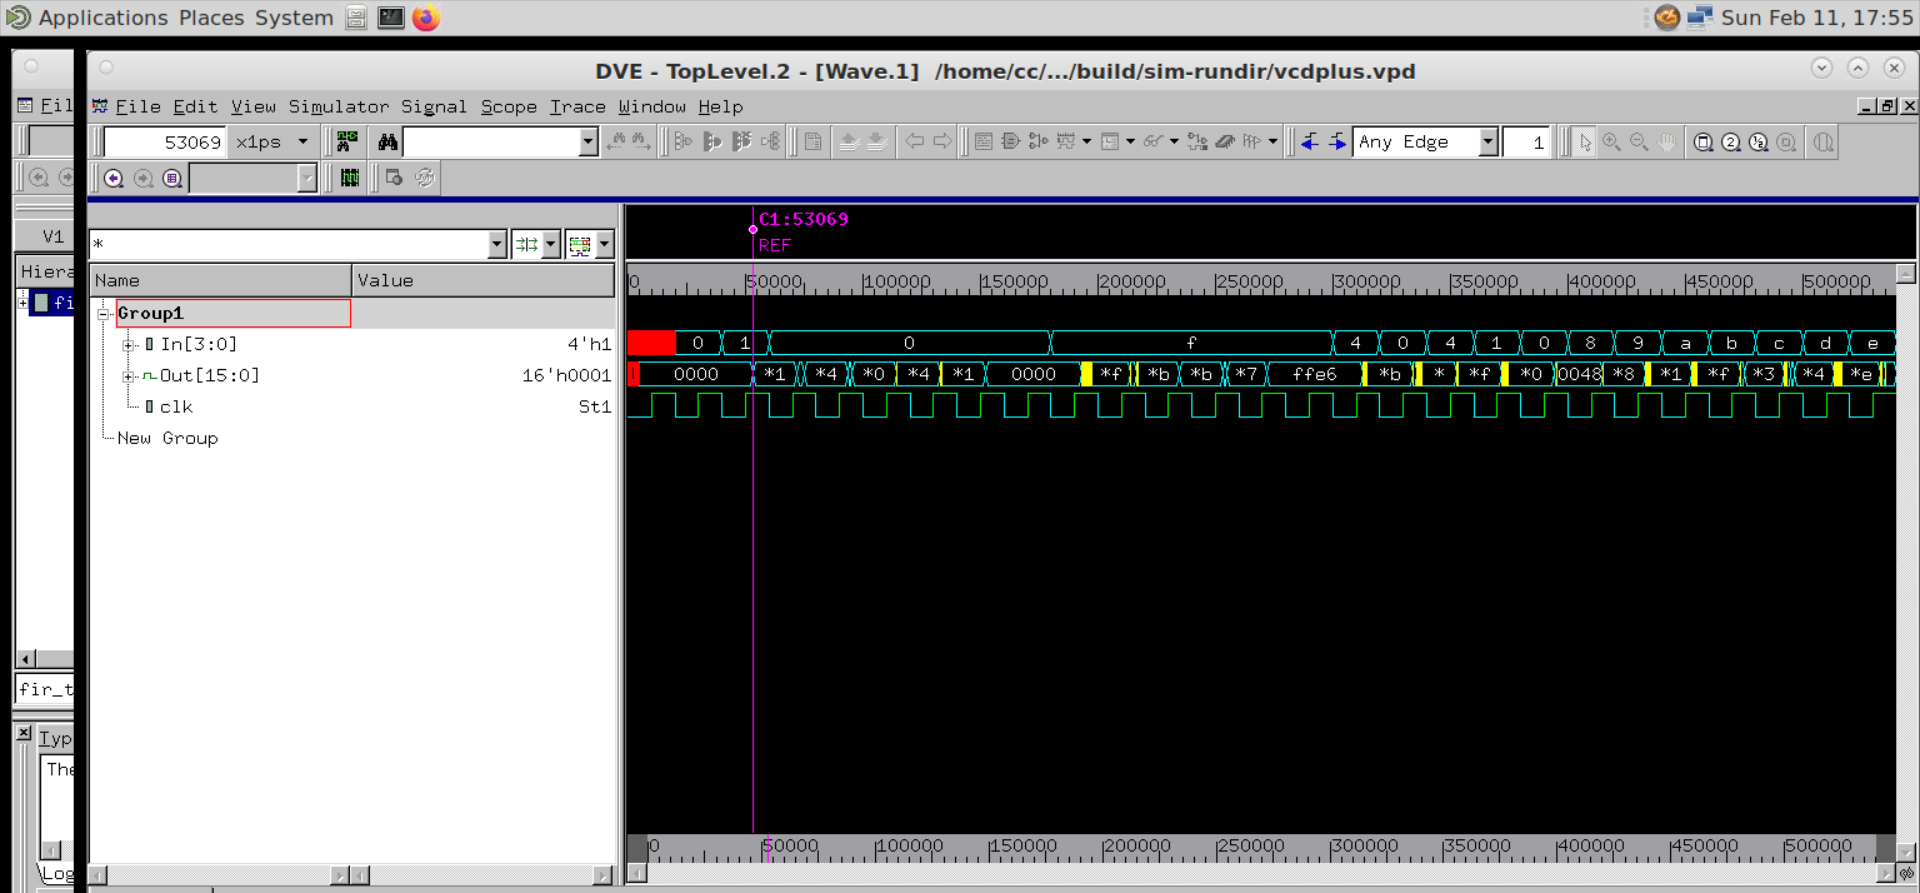 Applications Places System
Sun Feb 11, 17:55
DVE - TopLevel.2 - [Wave.1] /home/cc/.../build/sim-rundir/vcdplus.vpd
Fil
File Edit View Simulator Signal Scope Trace Window Help
53069 x1ps
Any Edge
1
V1
C1:53069
REF
*
Hiera
Name Value
0 50000 100000 150000 200000 250000 300000 350000 400000 450000 500000
fi
Group1
In[3:0] 4'h1
0 1 0 f 4 0 4 1 0 8 9 a b c d e
Out[15:0] 16'h0001
0000 *1 *4 *0 *4 *1 0000 *f *b *b *7 ffe6 *b * *f *0 0048 *8 *1 *f *3 *4 *e
clk St1
New Group
fir_t
Typ
The
0 50000 100000 150000 200000 250000 300000 350000 400000 450000 500000
Log